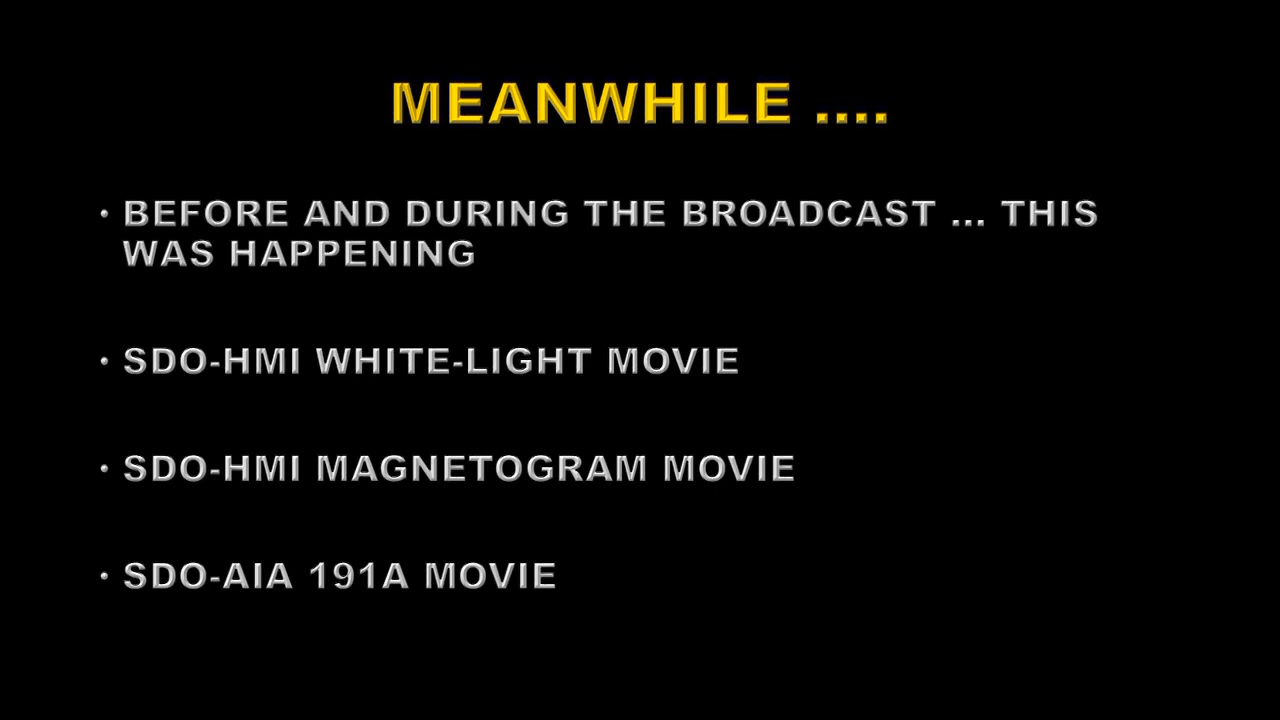 MEANWHILE ....
• BEFORE AND DURING THE BROADCAST ... THIS
WAS HAPPENING
• SDO-HMI WHITE-LIGHT MOVIE
• SDO-HMI MAGNETOGRAM MOVIE
• SDO-AIA 191A MOVIE